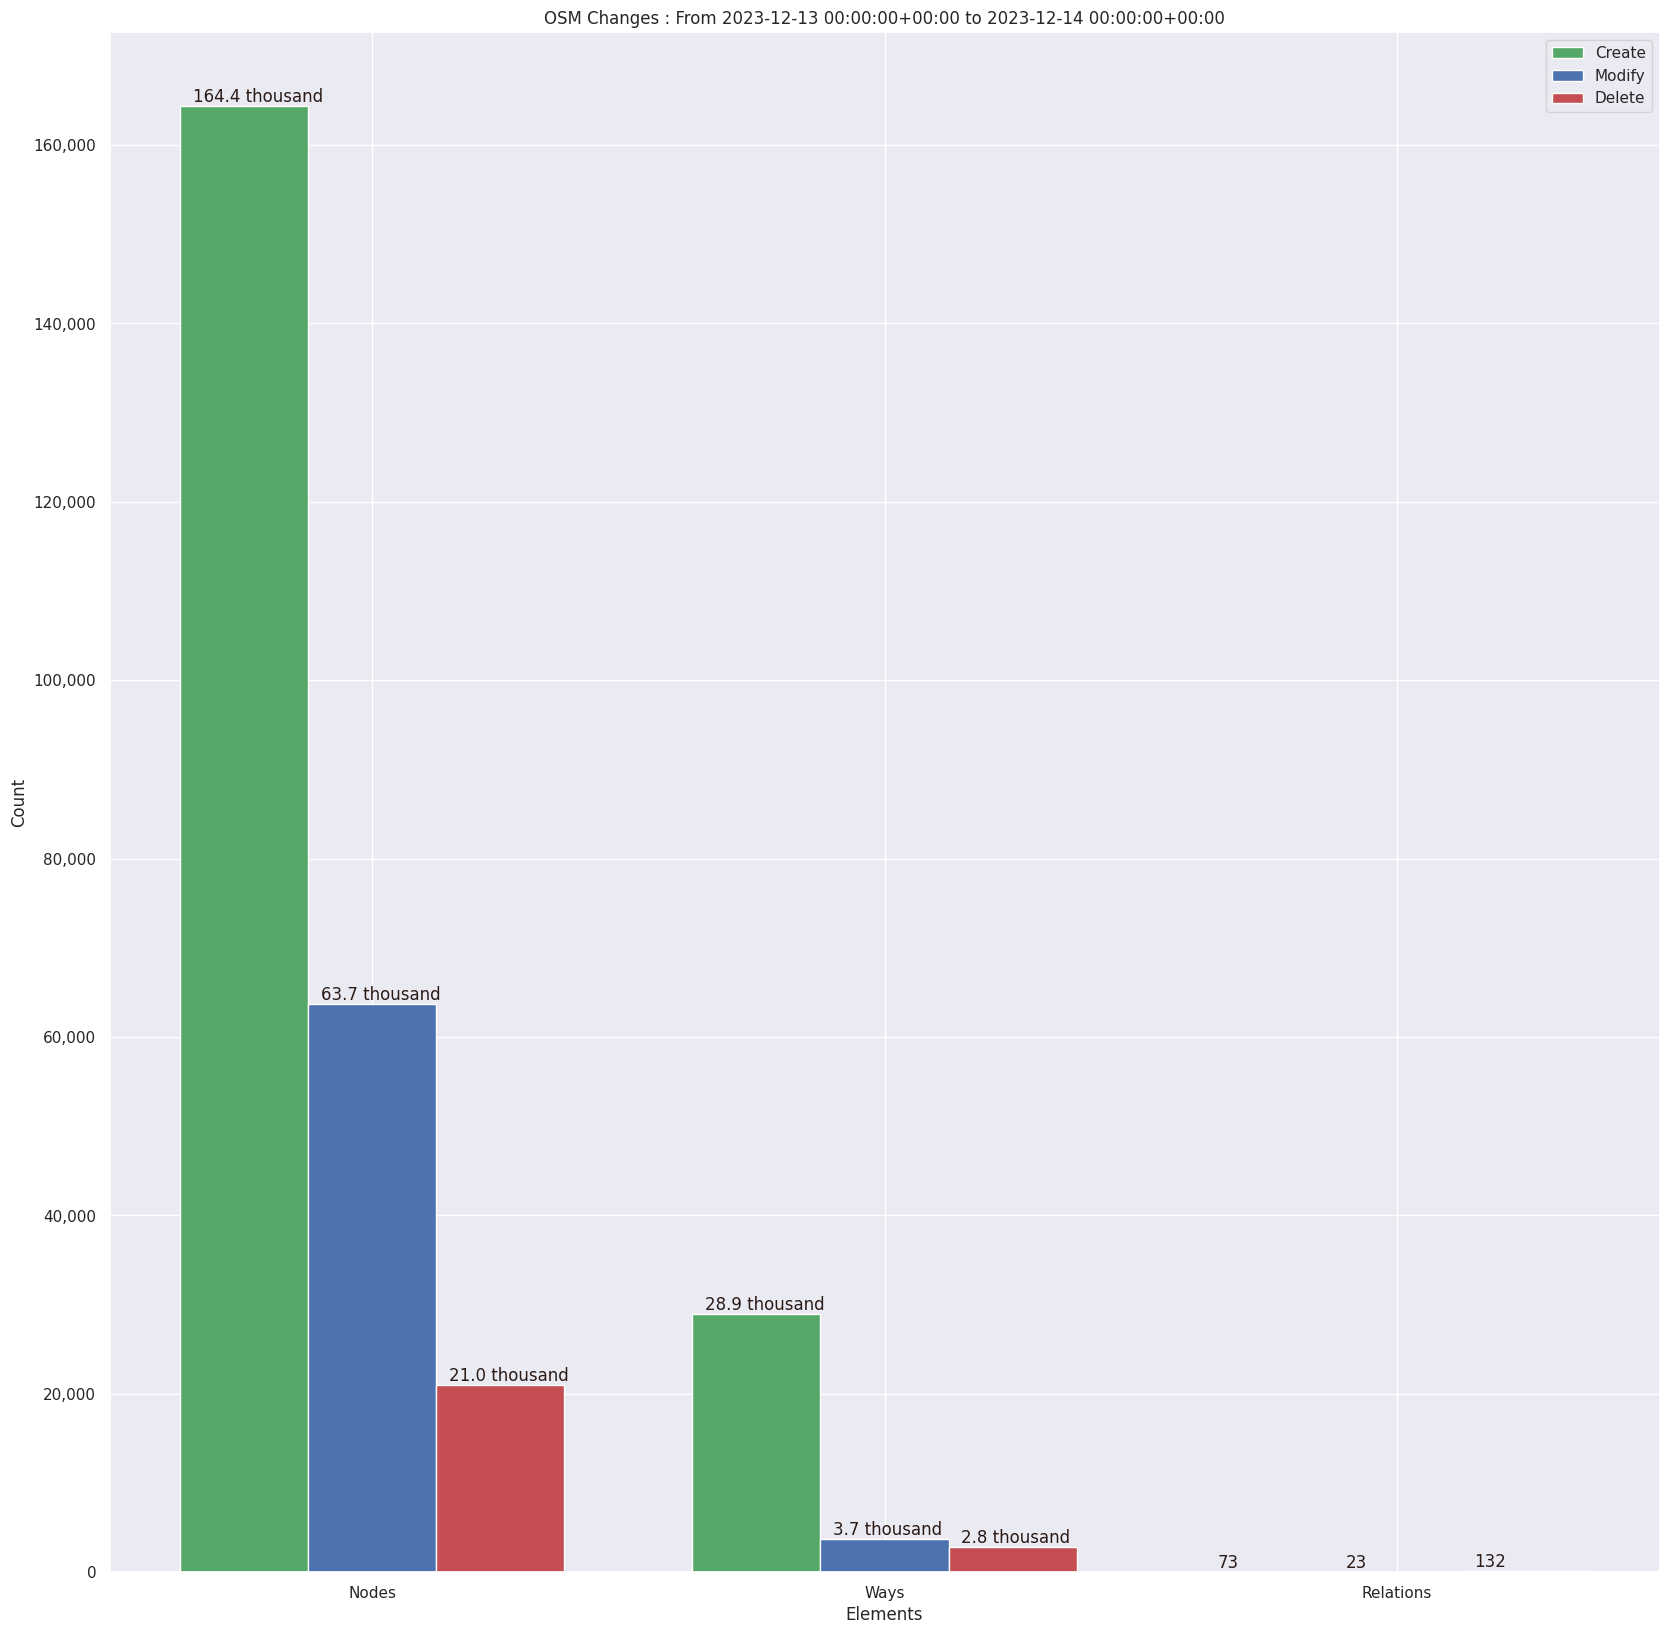 OSM Changes : From 2023-12-13 00:00:00+00:00 to 2023-12-14 00:00:00+00:00
Create
Modify
Delete
164.4 thousand
160,000
140,000
120,000
100,000
80,000
60,000
40,000
20,000
0
Count
63.7 thousand
21.0 thousand
28.9 thousand
3.7 thousand
2.8 thousand
73
23
132
Nodes
Ways
Relations
Elements